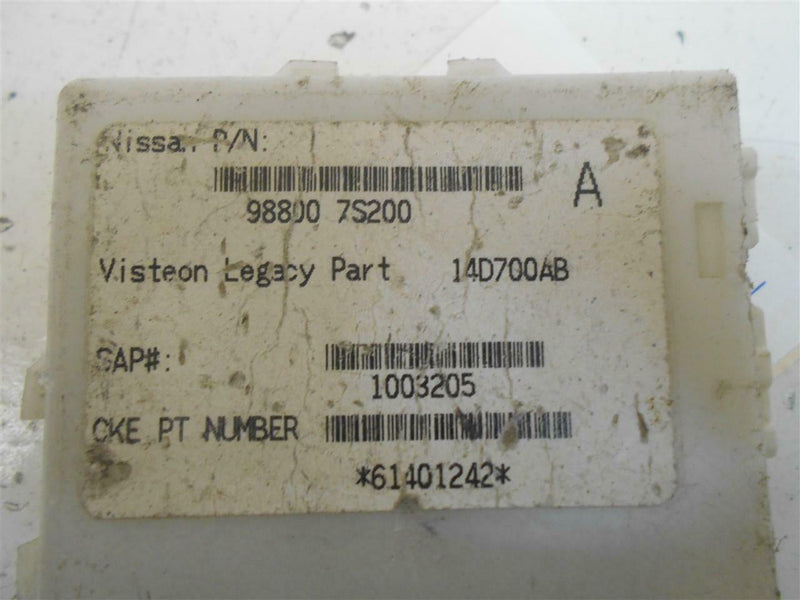 Nissan P/N:
A
98800 7S200
Visteon Legacy Part 14D700AB
SAP#:
1003205
CKE PT NUMBER
*61401242*